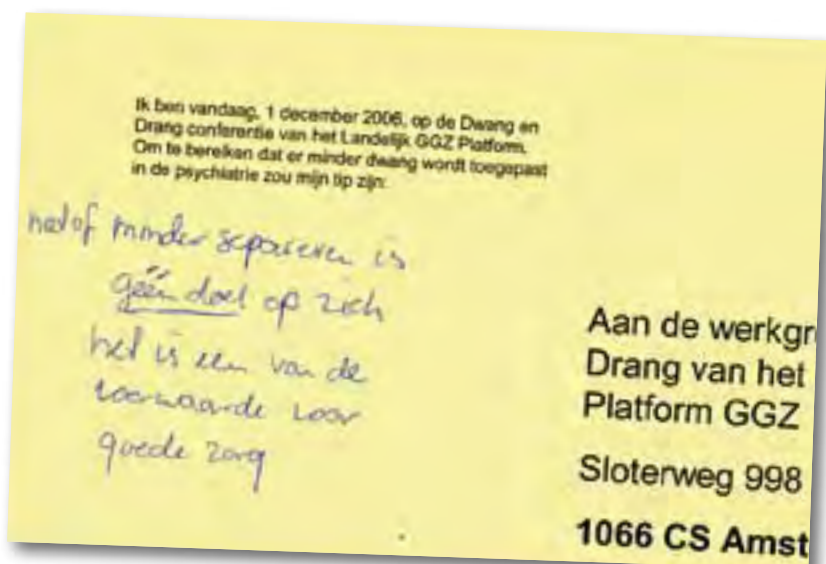 Ik ben vandaag, 1 december 2006, op de Dwang en
Drang conferentie van het Landelijk GGZ Platform.
Om te bereiken dat er minder dwang wordt toegepast
in de psychiatrie zou mijn tip zijn:
minder separeren is
géén doel op zich
het is een van de
voorwaarde voor
goede zorg
Aan de werkgr
Drang van het
Platform GGZ
Sloterweg 998
1066 CS Amst